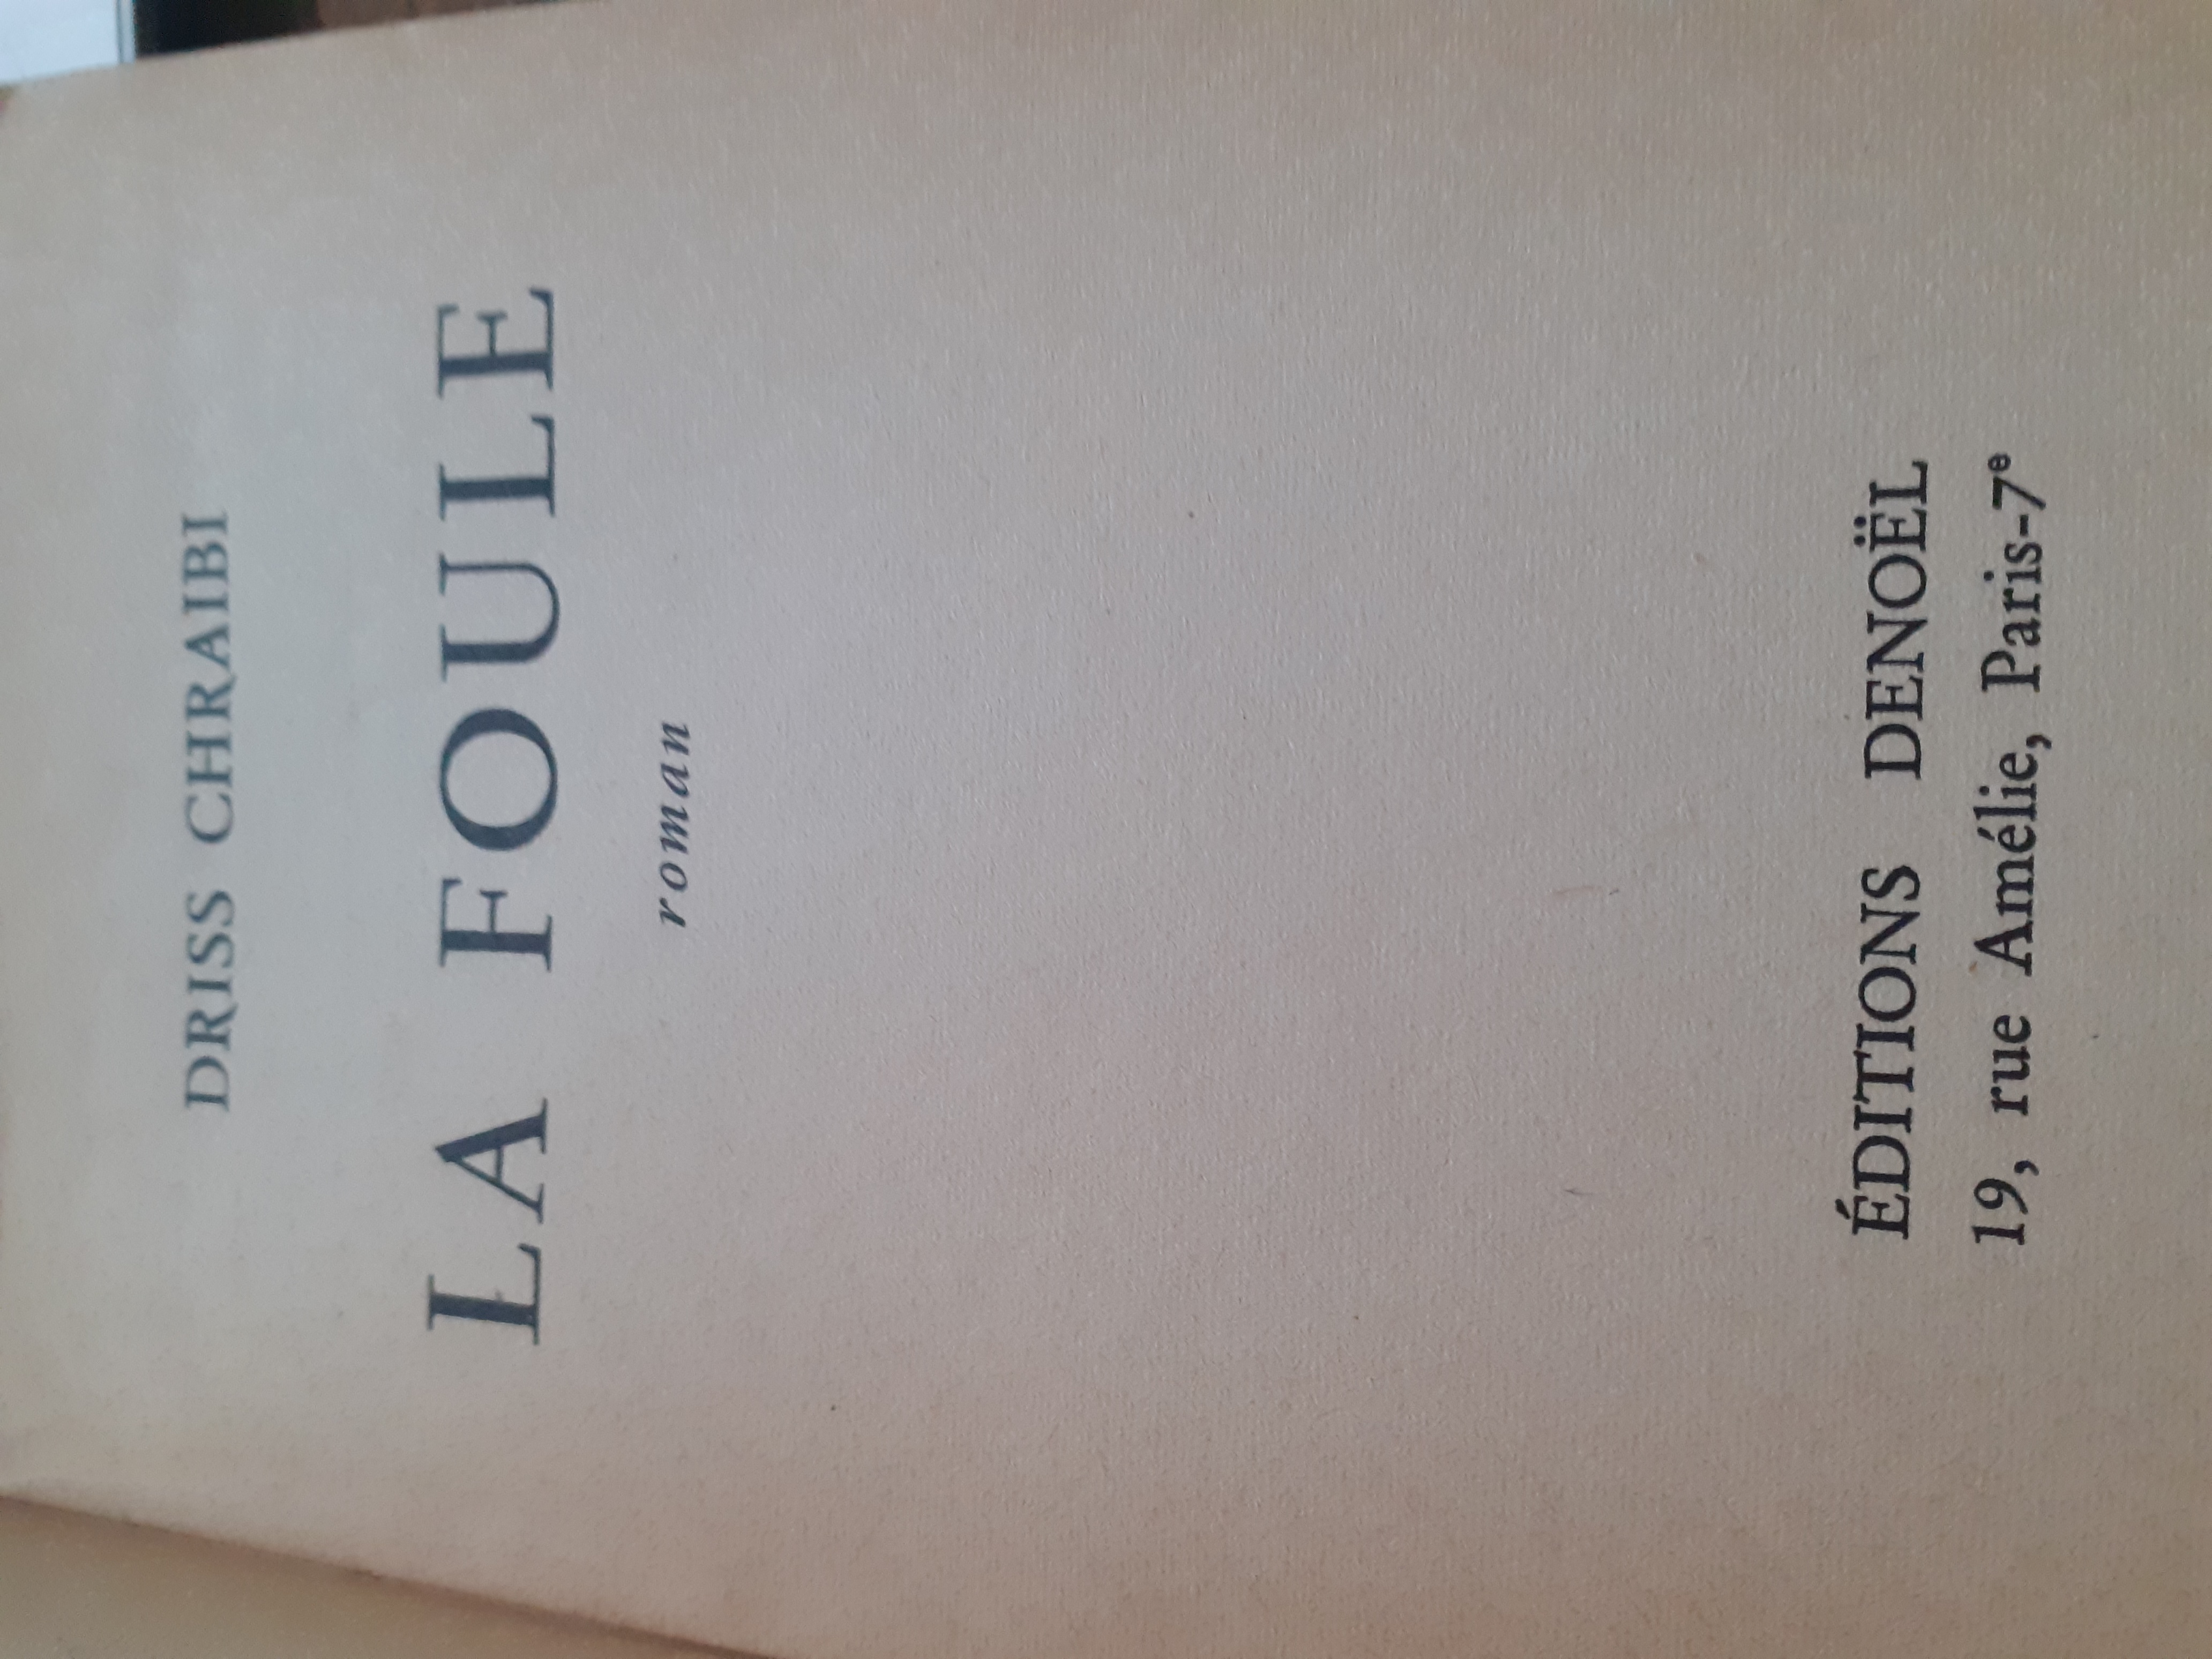 DRISS CHRAIBI
LA FOULE
roman
ÉDITIONS DENOËL
19, rue Amélie, Paris-7ᵉ